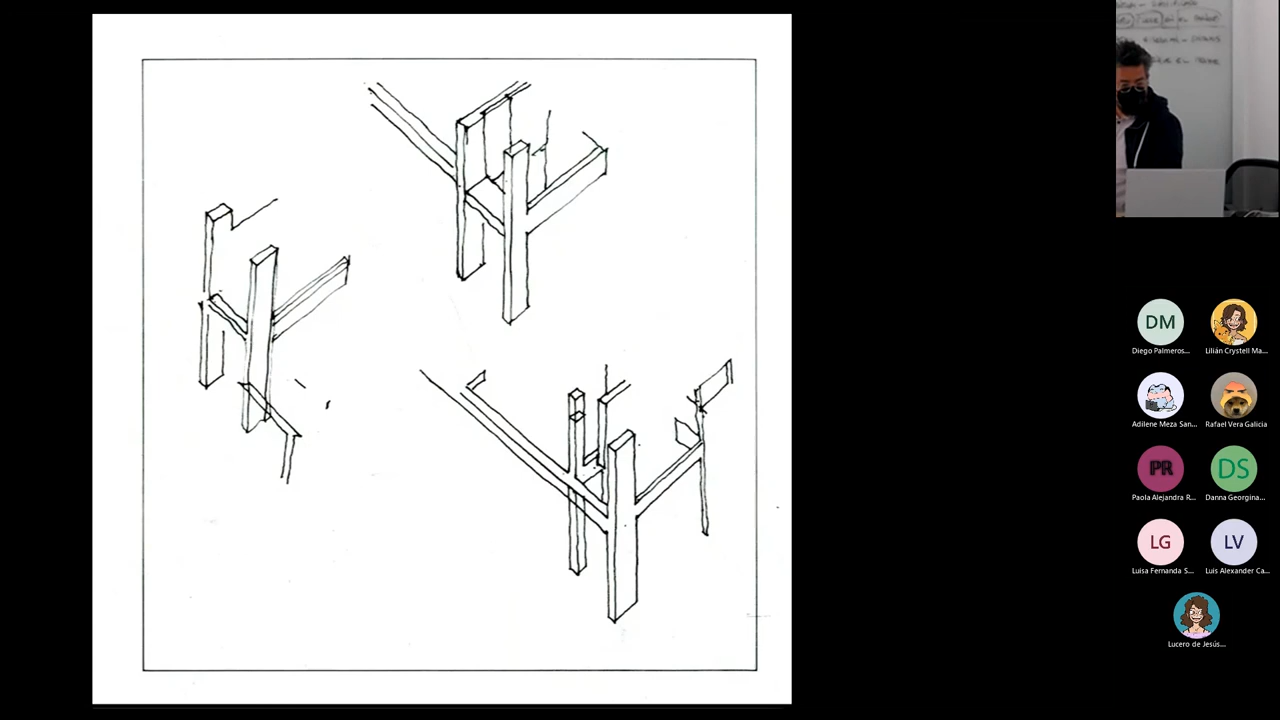 EL
DM
Diego Palmeros...
Lilián Crystell Ma...
Adilene Meza San...
Rafael Vera Galicia
PR
Paola Alejandra R...
DS
Danna Georgina...
LG
Luisa Fernanda S...
LV
Luis Alexander Ca...
Lucero de Jesús...